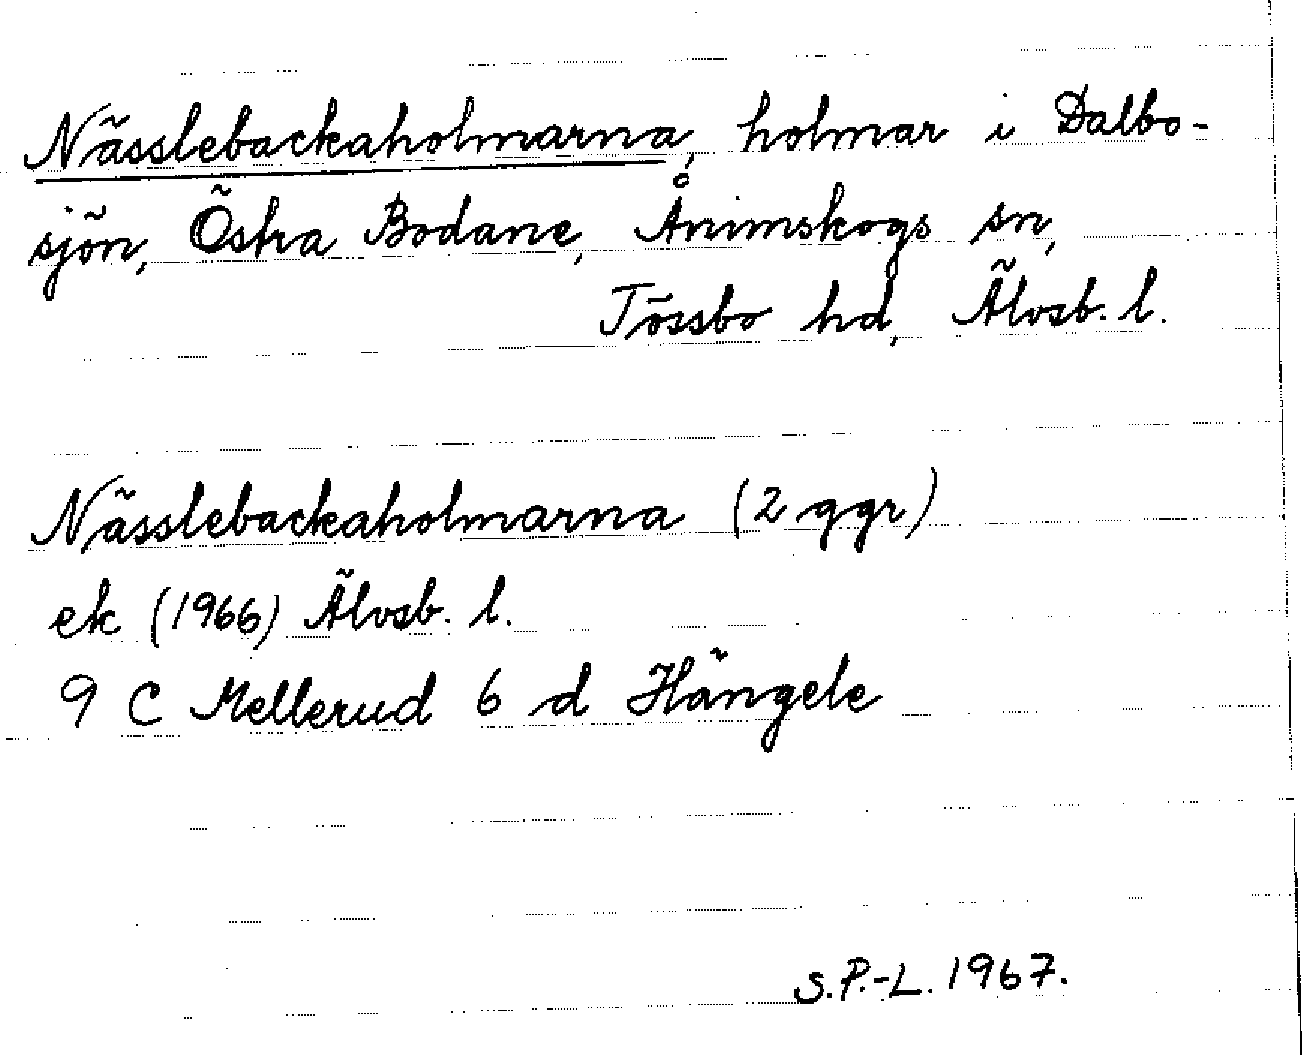 Nässlebackaholmarna, holmar i Dalbo-
sjön, Östra Bodane, Ånimskogs sn,
Tössbo hd, Älvsb. l.
Nässlebackaholmarna (2 ggr)
ek (1966) Älvsb. l.
9 C Mellerud 6 d Hängele
S.P.-L. 1967.